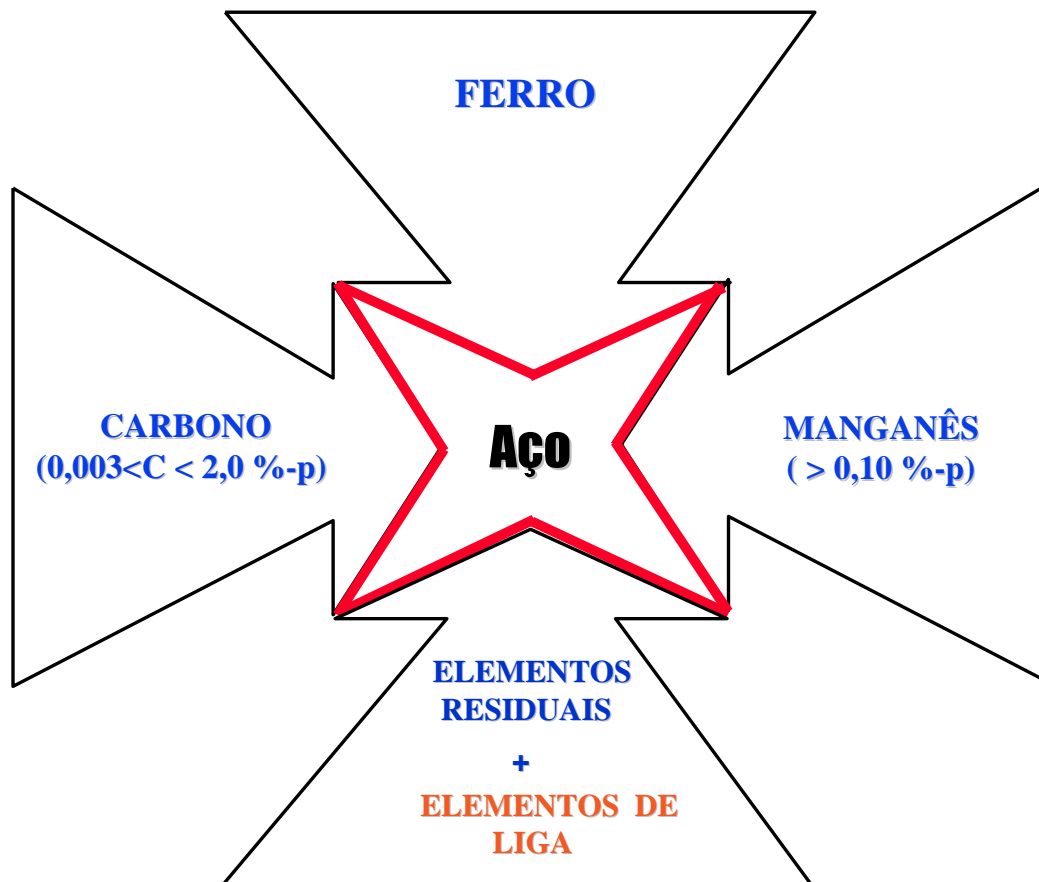 FERRO
CARBONO
(0,003<C < 2,0 %-p)
Aço
MANGANÊS
( > 0,10 %-p)
ELEMENTOS
RESIDUAIS
+
ELEMENTOS DE
LIGA